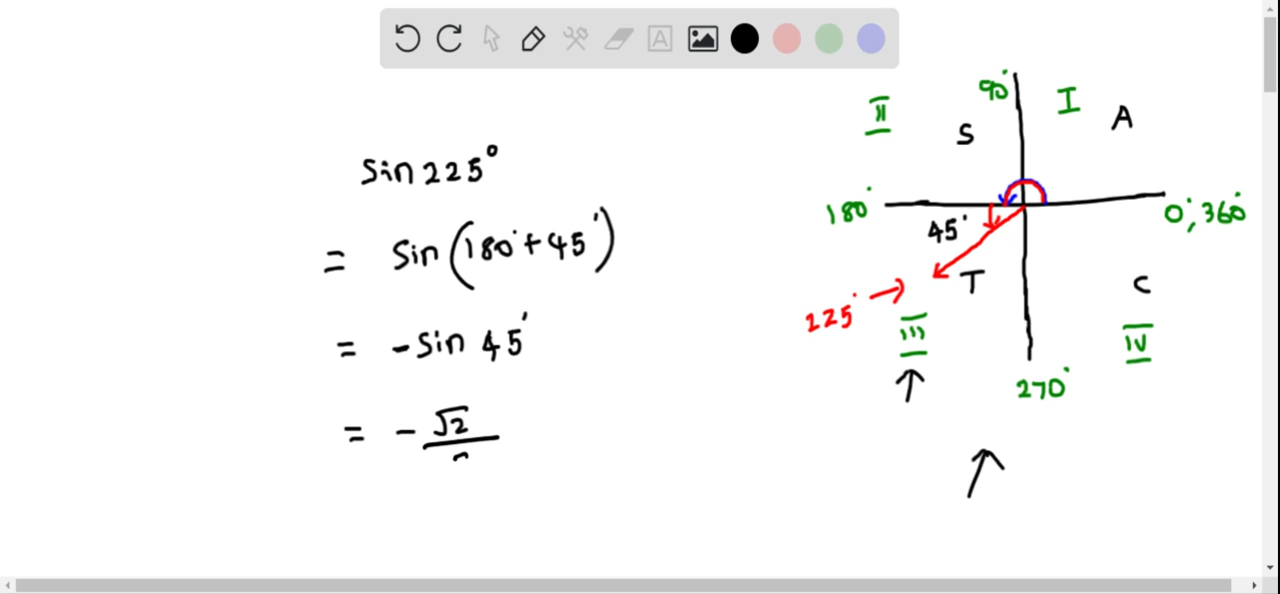 sin 225°
= sin (180° + 45°)
= - sin 45°
= - √2
90°
I
II
S
A
180°
0°, 360°
45°
T
C
225° →
III
IV
270°
A